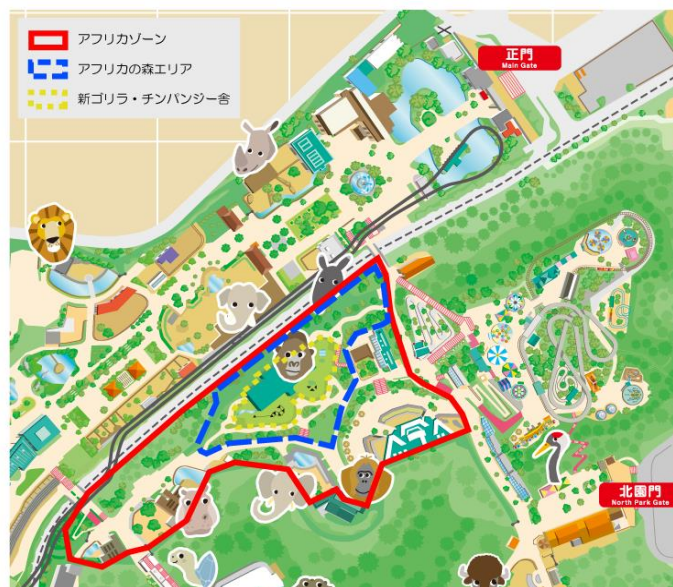 アフリカゾーン
アフリカの森エリア
新ゴリラ・チンパンジー舎
正門
Main Gate
北園門
North Park Gate